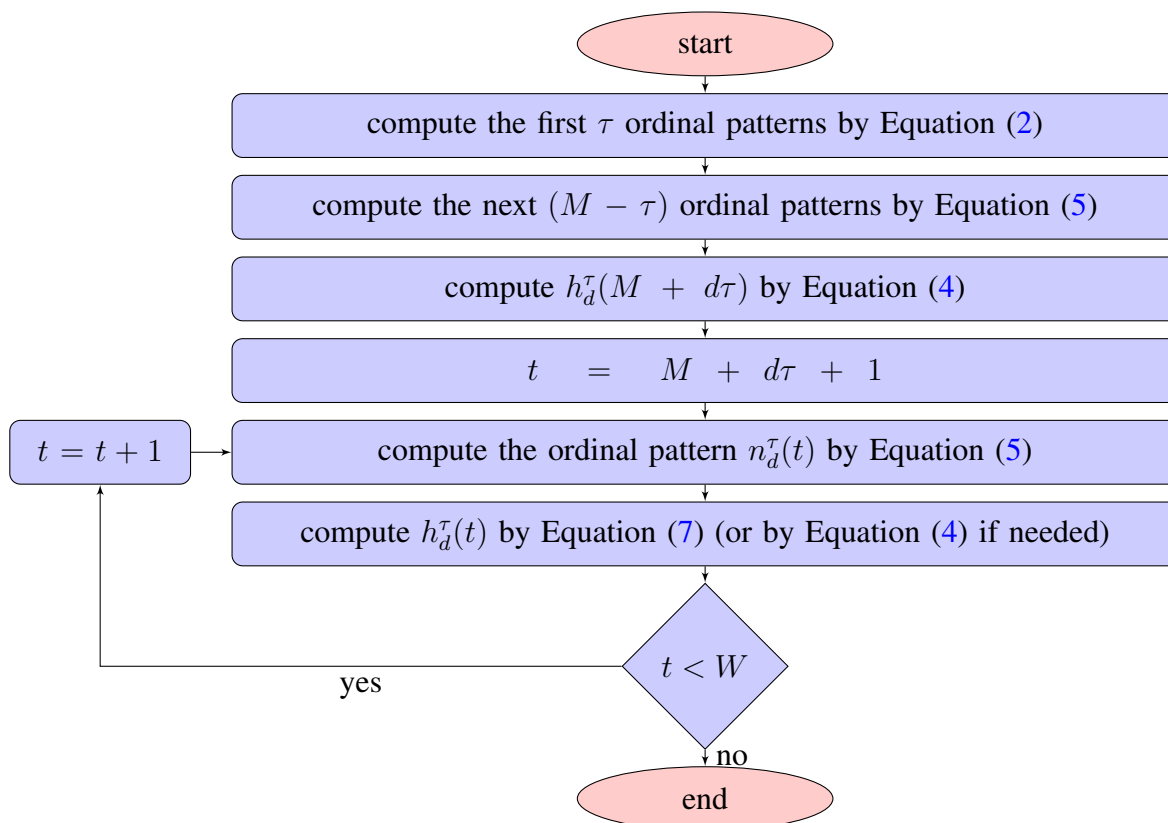 start
compute the first τ ordinal patterns by Equation (2)
compute the next (M − τ) ordinal patterns by Equation (5)
compute h_d^τ(M + dτ) by Equation (4)
t = M + dτ + 1
t = t + 1
compute the ordinal pattern n_d^τ(t) by Equation (5)
compute h_d^τ(t) by Equation (7) (or by Equation (4) if needed)
t < W
yes
no
end